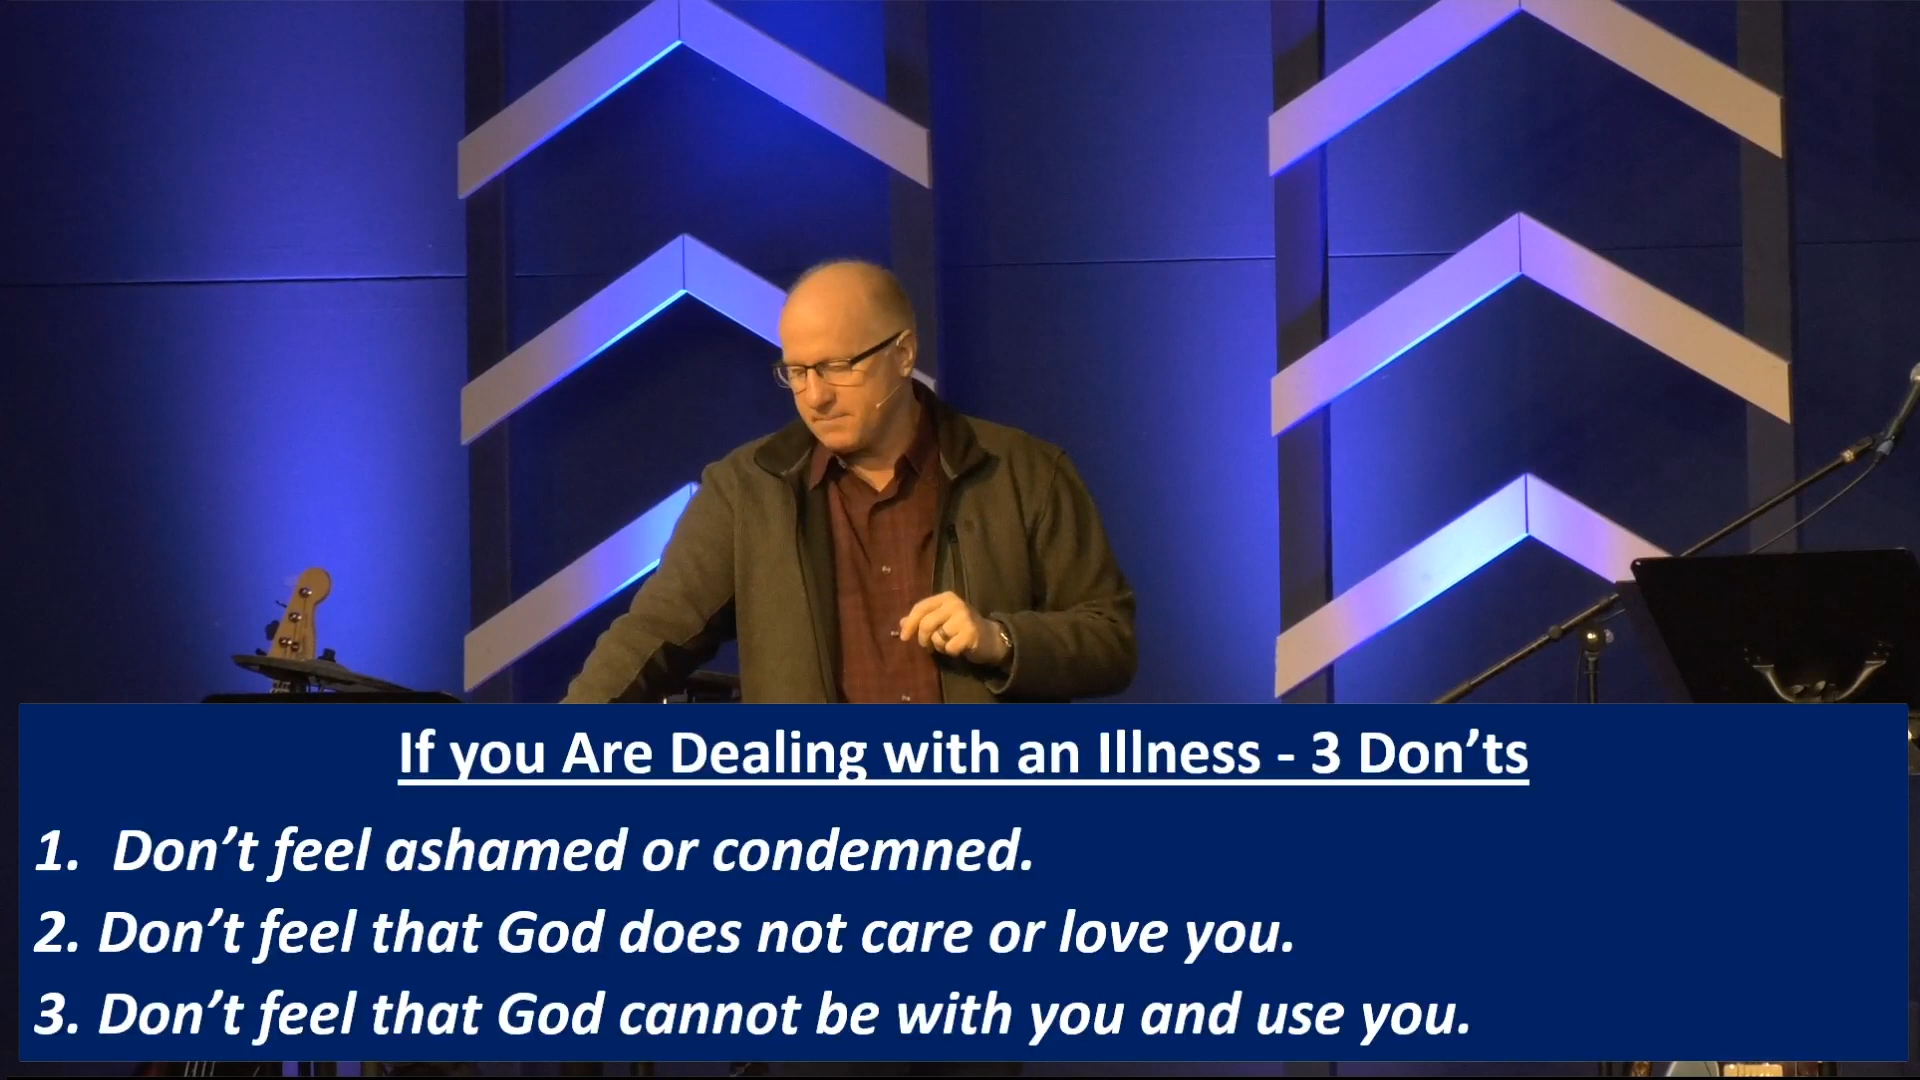 If you Are Dealing with an Illness - 3 Don’ts
1. Don’t feel ashamed or condemned.
2. Don’t feel that God does not care or love you.
3. Don’t feel that God cannot be with you and use you.